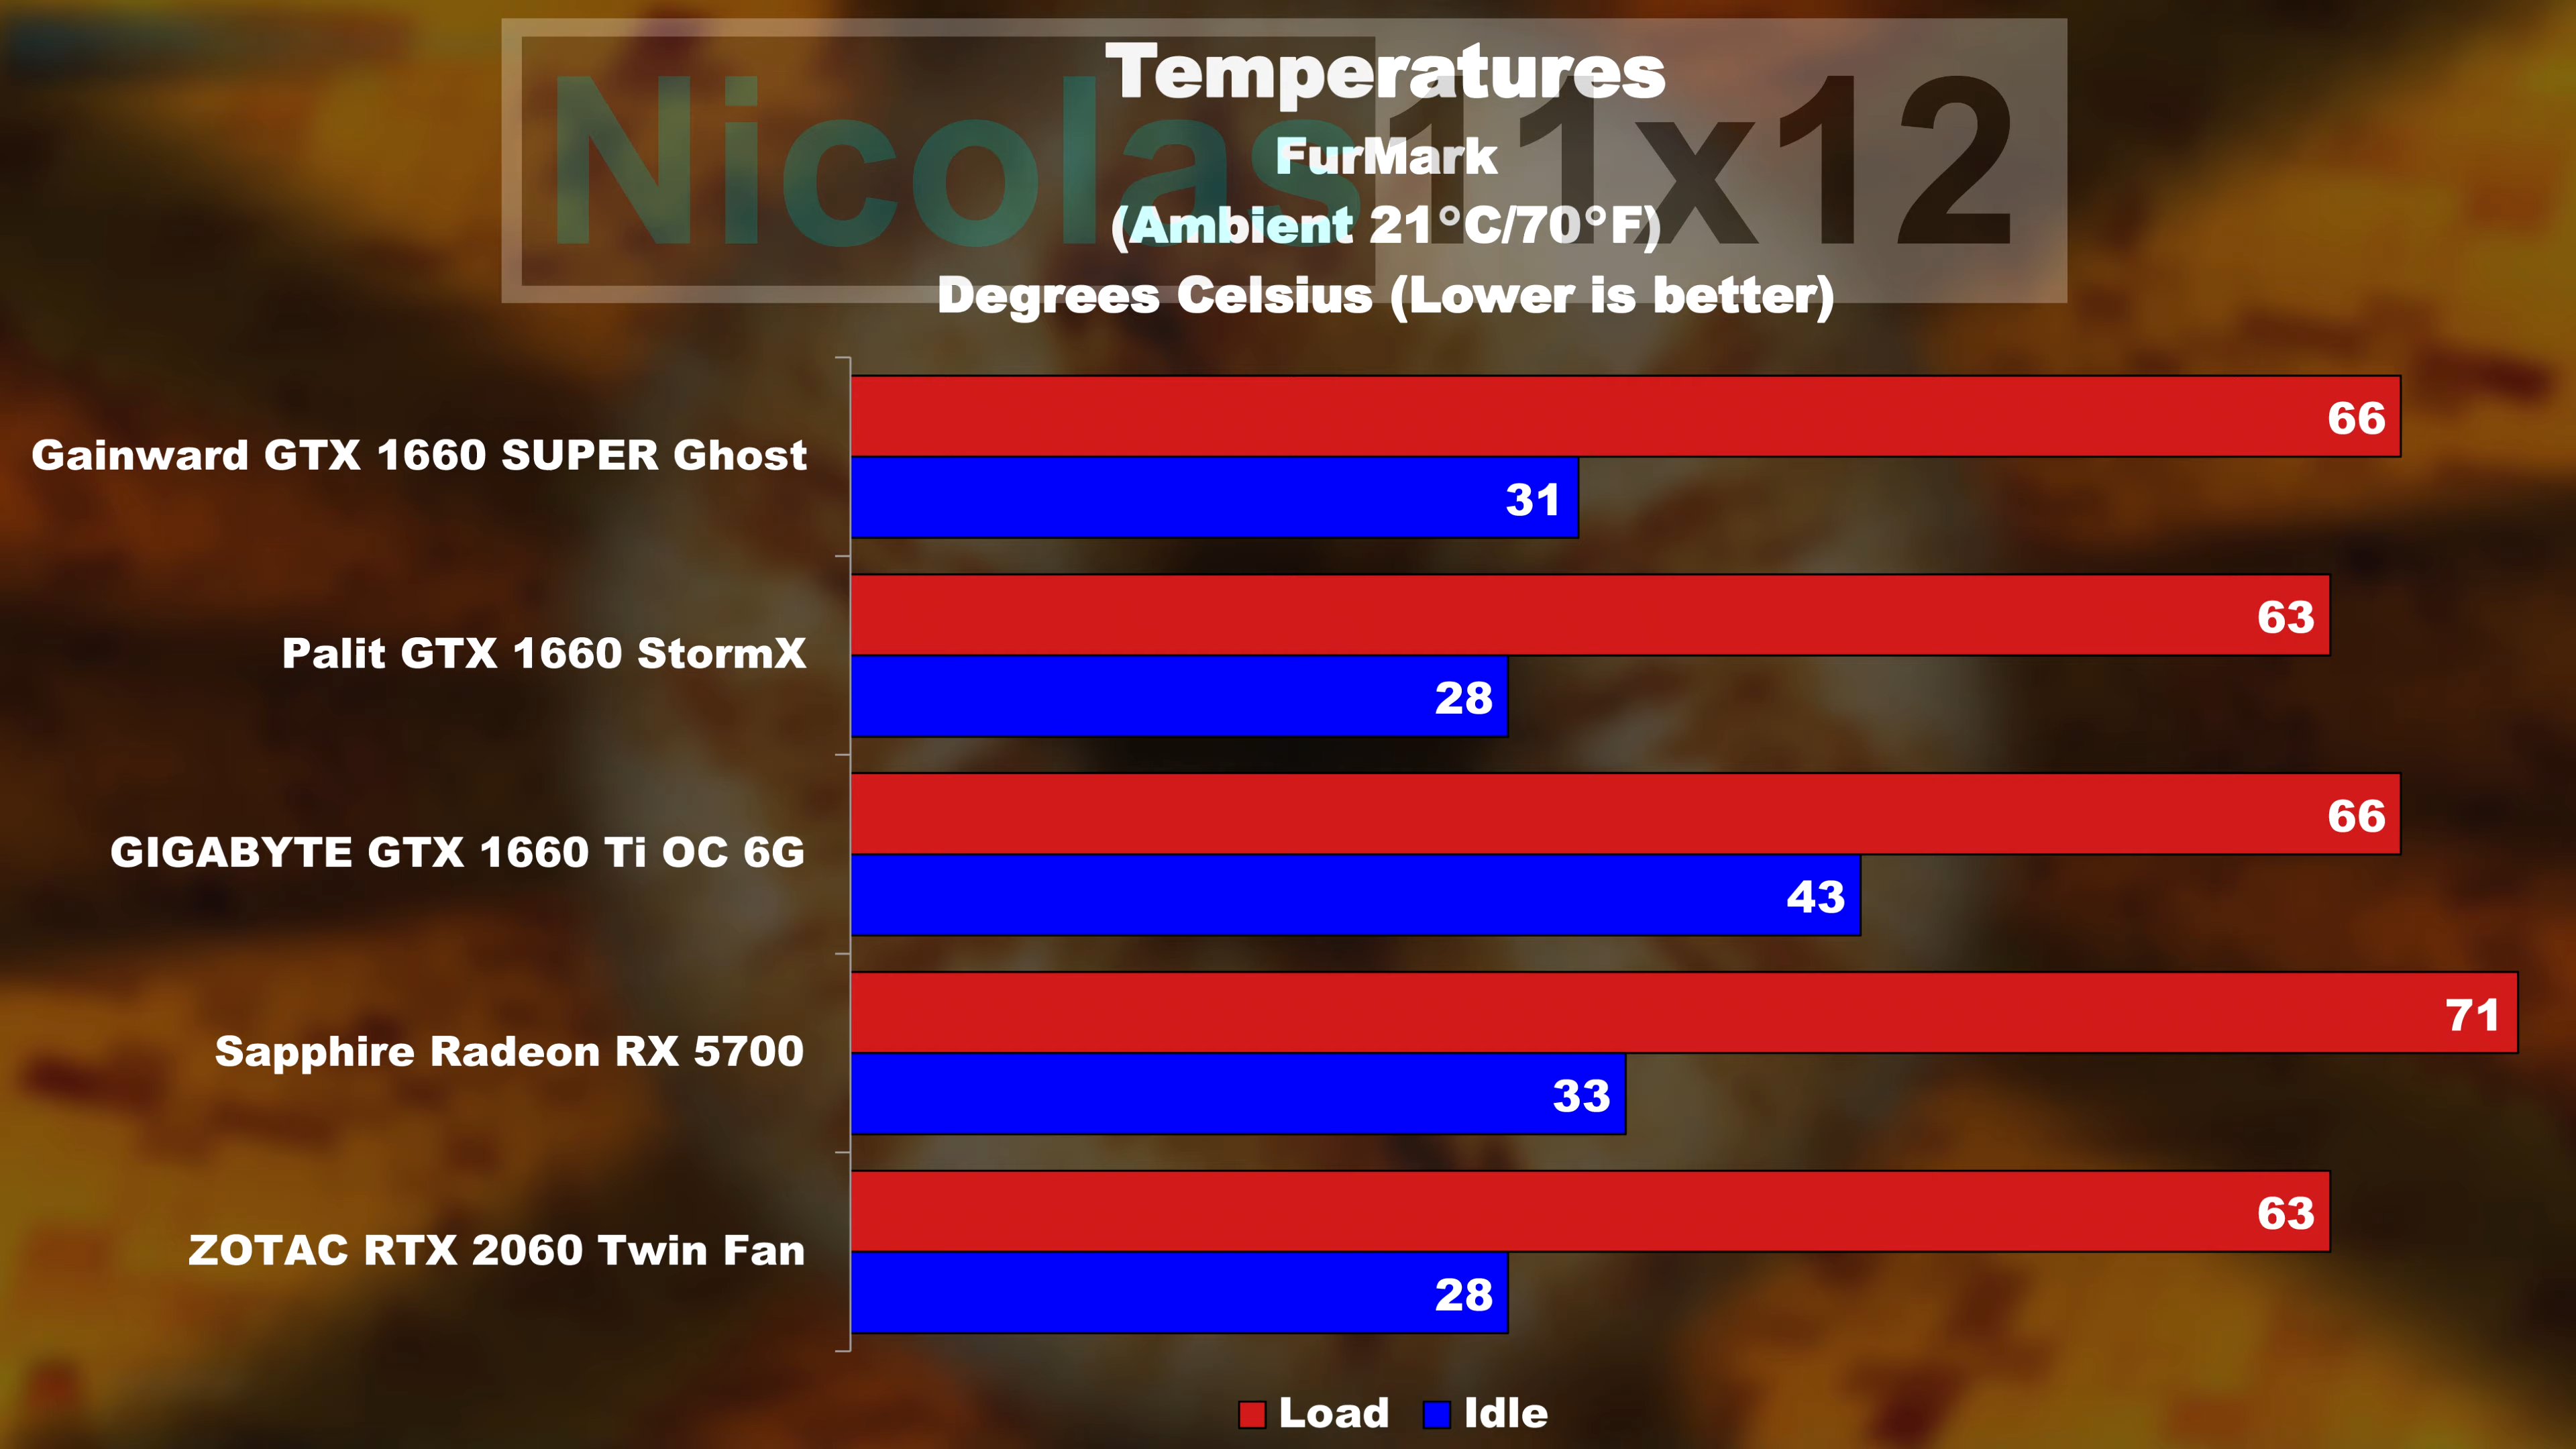 Nicolas11x12
Temperatures
FurMark
(Ambient 21°C/70°F)
Degrees Celsius (Lower is better)
Gainward GTX 1660 SUPER Ghost
66
31
Palit GTX 1660 StormX
63
28
GIGABYTE GTX 1660 Ti OC 6G
66
43
Sapphire Radeon RX 5700
71
33
ZOTAC RTX 2060 Twin Fan
63
28
Load Idle